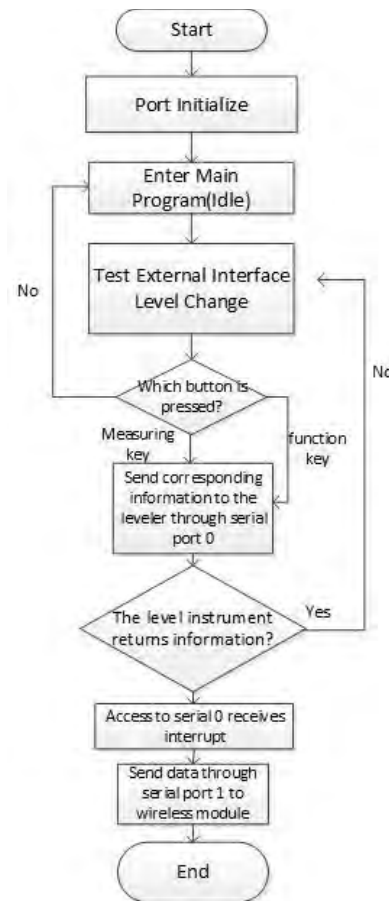 Start
Port Initialize
Enter Main
Program(Idle)
Test External Interface
Level Change
No
No
Which button is
pressed?
Measuring
key
function
key
Send corresponding
information to the
leveler through serial
port 0
The level instrument
returns information?
Yes
Access to serial 0 receives
interrupt
Send data through
serial port 1 to
wireless module
End